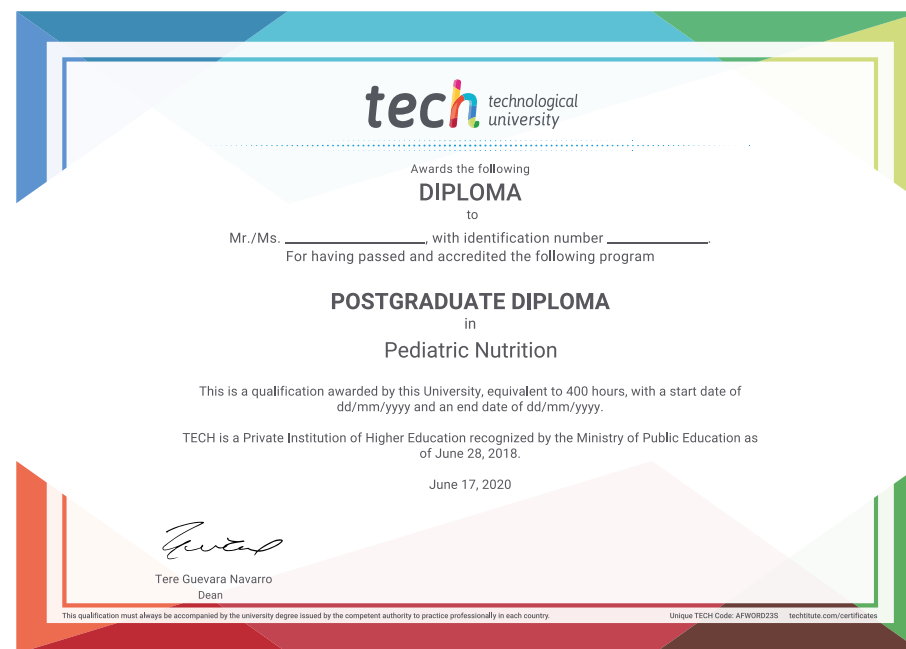 tech technological
university
Awards the following
DIPLOMA
to
Mr./Ms. ____________________, with identification number ______________.
For having passed and accredited the following program
POSTGRADUATE DIPLOMA
in
Pediatric Nutrition
This is a qualification awarded by this University, equivalent to 400 hours, with a start date of
dd/mm/yyyy and an end date of dd/mm/yyyy.
TECH is a Private Institution of Higher Education recognized by the Ministry of Public Education as
of June 28, 2018.
June 17, 2020
Tere Guevara Navarro
Dean
This qualification must always be accompanied by the university degree issued by the competent authority to practice professionally in each country. Unique TECH Code: AFWORD23S techtitute.com/certificates